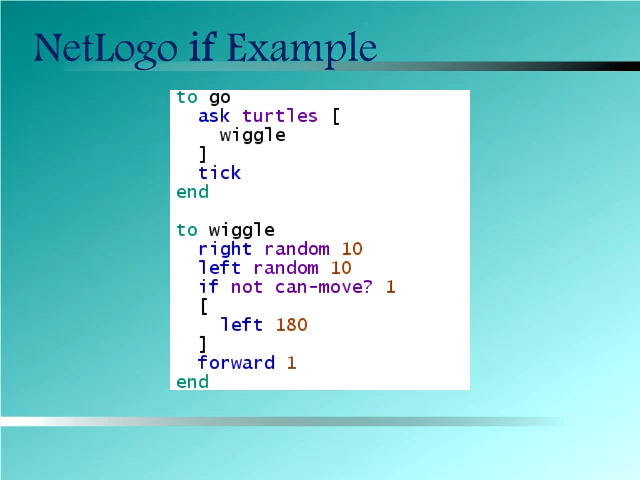 NetLogo if Example
to go
  ask turtles [
    wiggle
  ]
  tick
end

to wiggle
  right random 10
  left random 10
  if not can-move? 1
  [
    left 180
  ]
  forward 1
end